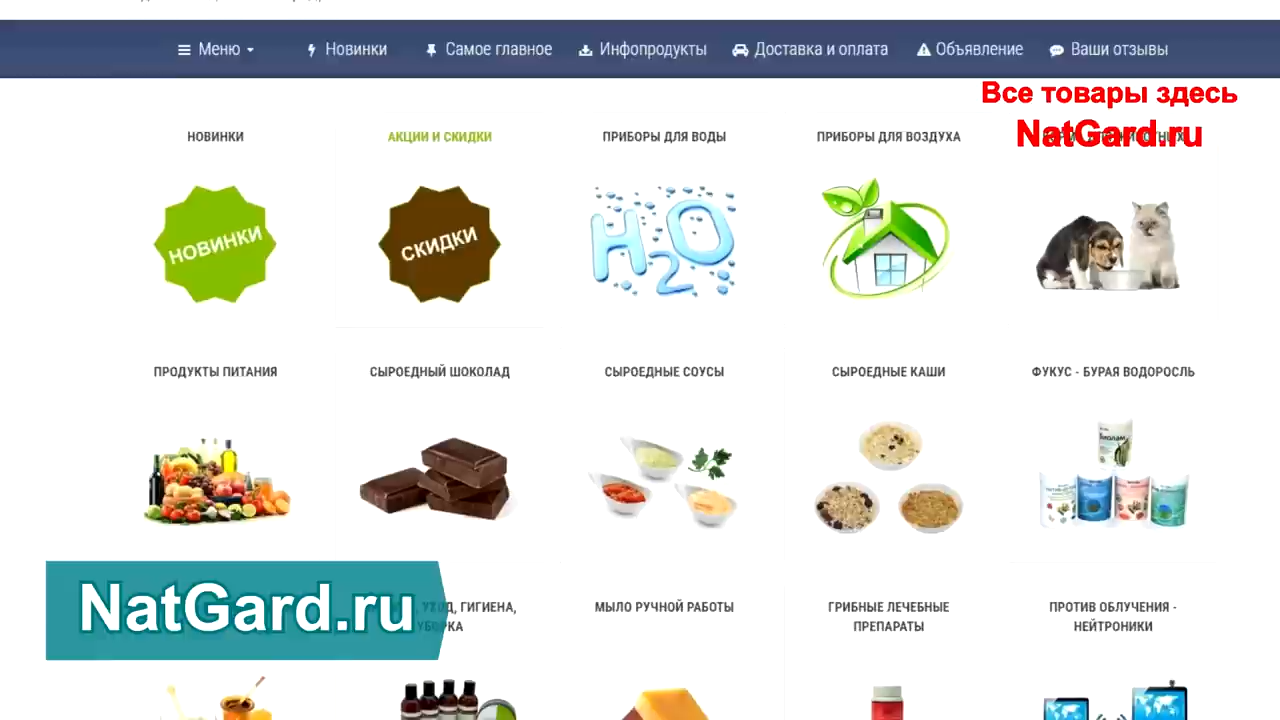 Меню
Новинки
Самое главное
Инфопродукты
Доставка и оплата
Объявление
Ваши отзывы
Все товары здесь
NatGard.ru
НОВИНКИ
АКЦИИ И СКИДКИ
ПРИБОРЫ ДЛЯ ВОДЫ
ПРИБОРЫ ДЛЯ ВОЗДУХА
НОВИНКИ
СКИДКИ
H2O
ПРОДУКТЫ ПИТАНИЯ
СЫРОЕДНЫЙ ШОКОЛАД
СЫРОЕДНЫЕ СОУСЫ
СЫРОЕДНЫЕ КАШИ
ФУКУС - БУРАЯ ВОДОРОСЛЬ
NatGard.ru
УХОД, ГИГИЕНА,
УБОРКА
МЫЛО РУЧНОЙ РАБОТЫ
ГРИБНЫЕ ЛЕЧЕБНЫЕ
ПРЕПАРАТЫ
ПРОТИВ ОБЛУЧЕНИЯ -
НЕЙТРОНИКИ